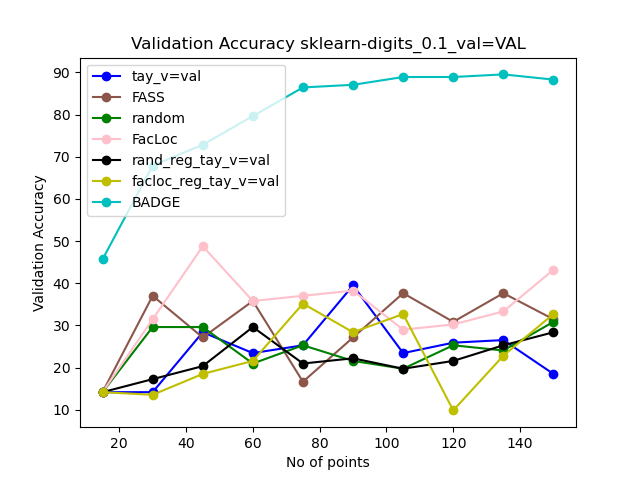 Validation Accuracy sklearn-digits_0.1_val=VAL
tay_v=val
FASS
random
FacLoc
rand_reg_tay_v=val
facloc_reg_tay_v=val
BADGE
Validation Accuracy
90
80
70
60
50
40
30
20
10
20
40
60
80
100
120
140
No of points